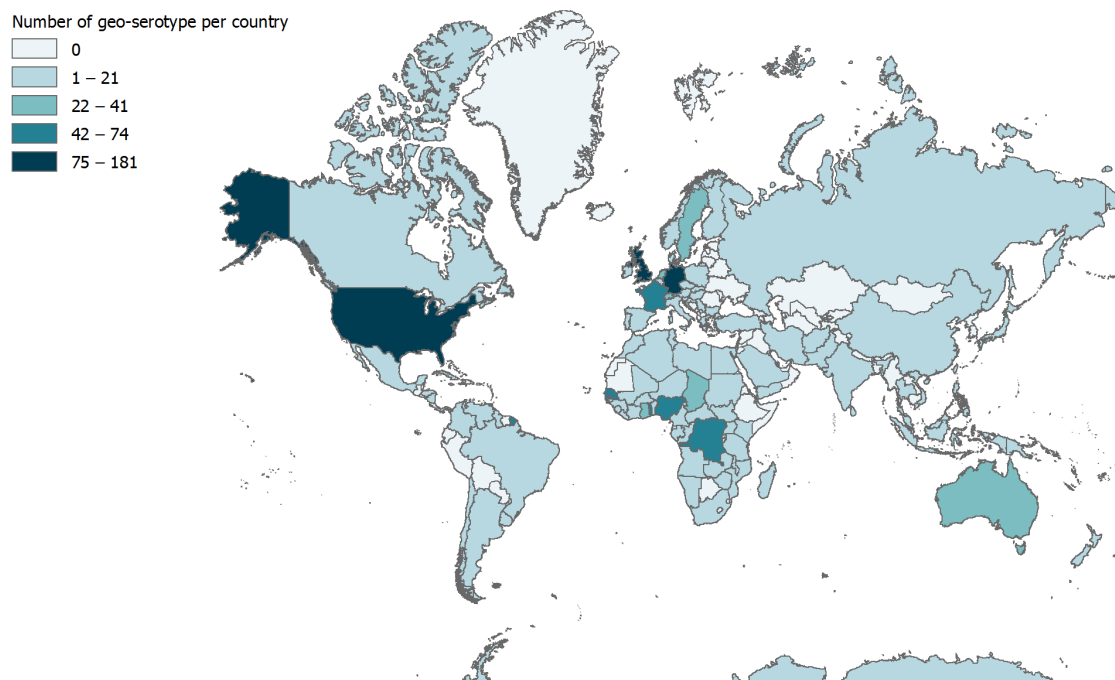 Number of geo-serotype per country
0
1 – 21
22 – 41
42 – 74
75 – 181